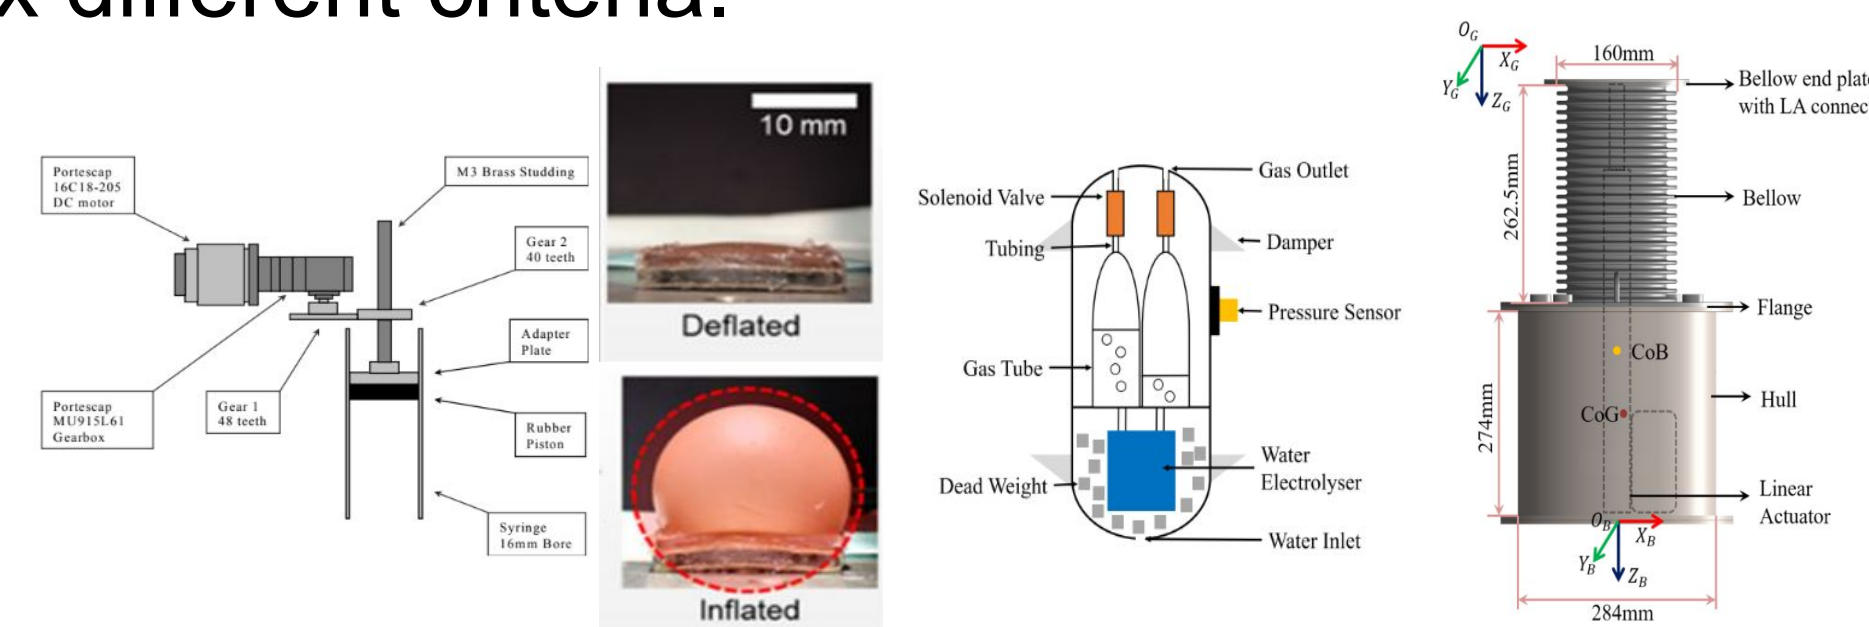 different criteria:
Portescap
16C18-205
DC motor
M3 Brass Studding
Gear 2
40 teeth
Adapter
Plate
Portescap
MU915L61
Gearbox
Gear 1
48 teeth
Rubber
Piston
Syringe
16mm Bore
10 mm
Deflated
Inflated
Gas Outlet
Solenoid Valve
Tubing
Damper
Pressure Sensor
Gas Tube
Water
Electrolyser
Dead Weight
Water Inlet
O_G
X_G
Y_G
Z_G
160mm
Bellow end plate
with LA connec
262.5mm
Bellow
Flange
CoB
Hull
CoG
274mm
Linear
Actuator
O_B
X_B
Y_B
Z_B
284mm